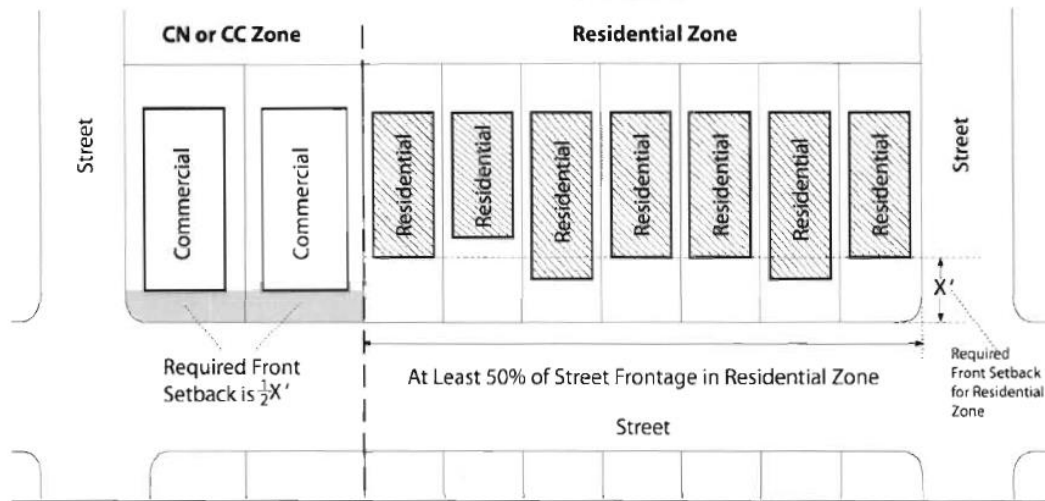 CN or CC Zone
Residential Zone
Street
Commercial
Commercial
Residential
Residential
Residential
Residential
Residential
Residential
Residential
Street
X'
Required Front
Setback is ½X'
At Least 50% of Street Frontage in Residential Zone
Required
Front Setback
for Residential
Zone
Street